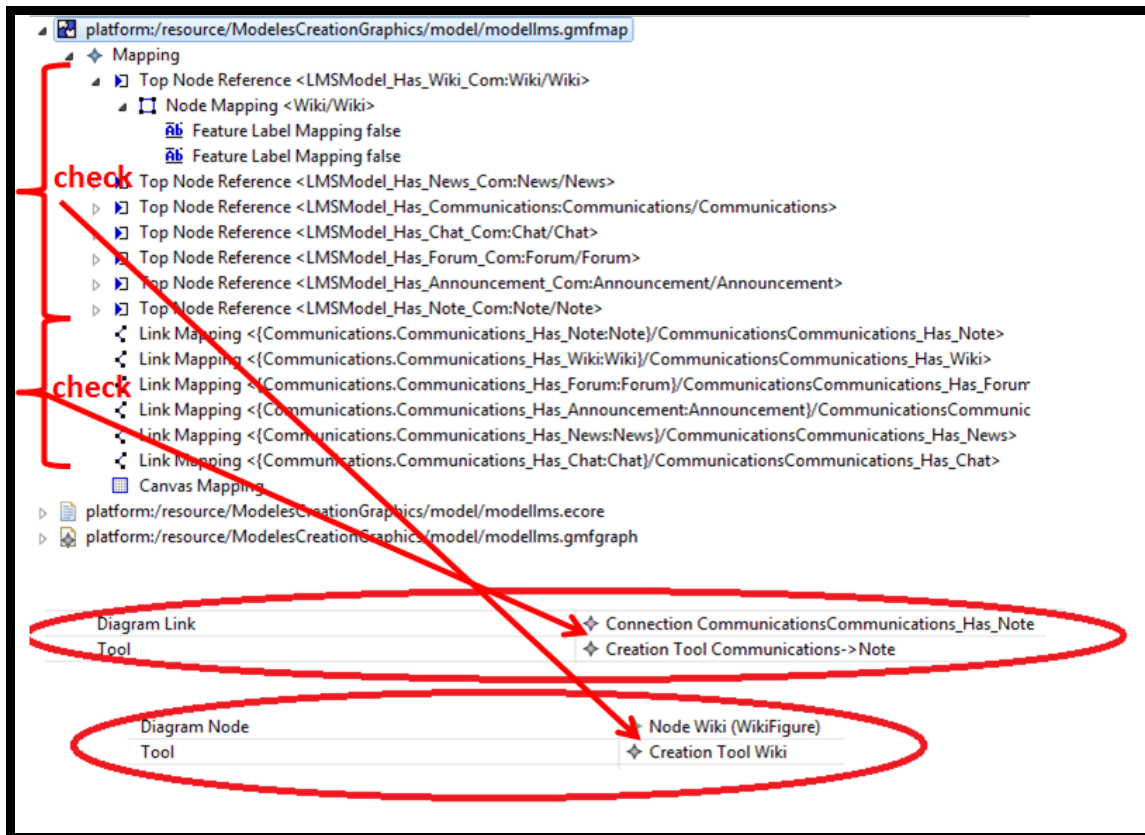 platform:/resource/ModelesCreationGraphics/model/modellms.gmfmap
Mapping
Top Node Reference <LMSModel_Has_Wiki_Com:Wiki/Wiki>
Node Mapping <Wiki/Wiki>
Feature Label Mapping false
Feature Label Mapping false
check
Top Node Reference <LMSModel_Has_News_Com:News/News>
Top Node Reference <LMSModel_Has_Communications:Communications/Communications>
Top Node Reference <LMSModel_Has_Chat_Com:Chat/Chat>
Top Node Reference <LMSModel_Has_Forum_Com:Forum/Forum>
Top Node Reference <LMSModel_Has_Announcement_Com:Announcement/Announcement>
Top Node Reference <LMSModel_Has_Note_Com:Note/Note>
Link Mapping <{Communications.Communications_Has_Note:Note}/CommunicationsCommunications_Has_Note>
Link Mapping <{Communications.Communications_Has_Wiki:Wiki}/CommunicationsCommunications_Has_Wiki>
check
Link Mapping <{Communications.Communications_Has_Forum:Forum}/CommunicationsCommunications_Has_Forum
Link Mapping <{Communications.Communications_Has_Announcement:Announcement}/CommunicationsCommunic
Link Mapping <{Communications.Communications_Has_News:News}/CommunicationsCommunications_Has_News>
Link Mapping <{Communications.Communications_Has_Chat:Chat}/CommunicationsCommunications_Has_Chat>
Canvas Mapping
platform:/resource/ModelesCreationGraphics/model/modellms.ecore
platform:/resource/ModelesCreationGraphics/model/modellms.gmfgraph
Diagram Link Connection CommunicationsCommunications_Has_Note
Tool Creation Tool Communications->Note
Diagram Node Node Wiki (WikiFigure)
Tool Creation Tool Wiki